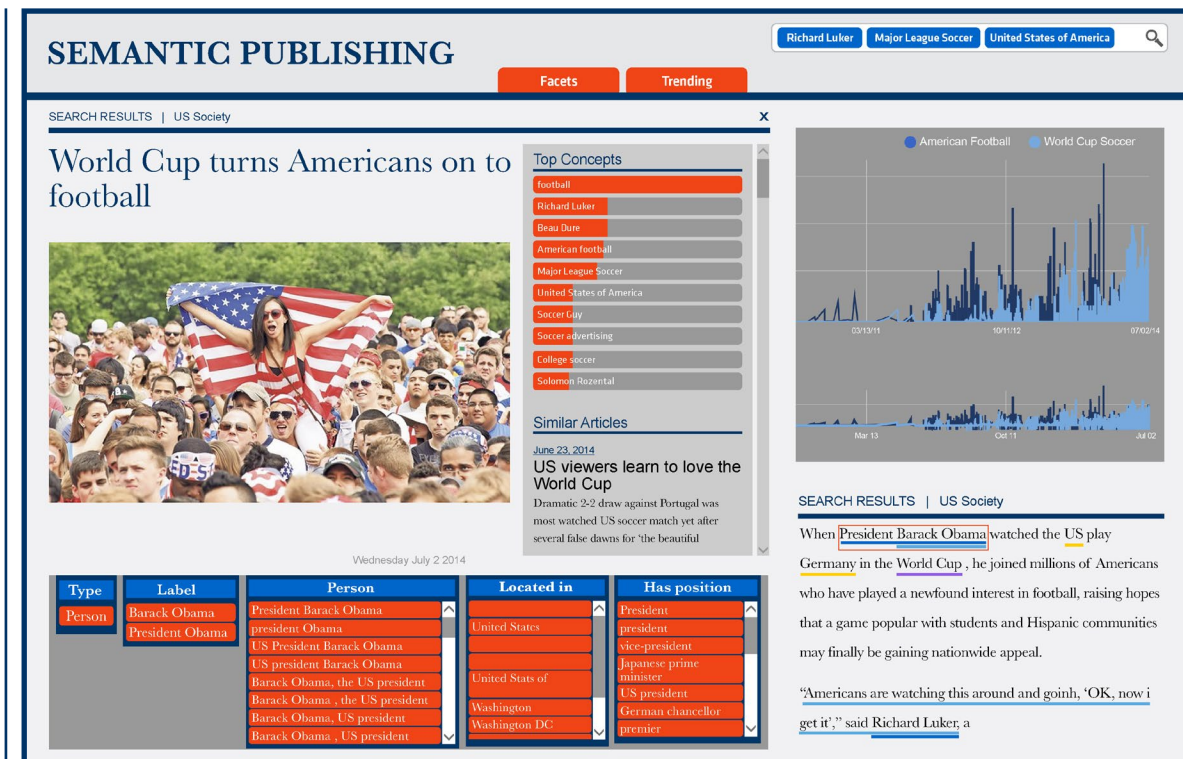 SEMANTIC PUBLISHING
Richard Luker
Major League Soccer
United States of America
Facets
Trending
SEARCH RESULTS | US Society
X
World Cup turns Americans on to
football
Top Concepts
football
Richard Luker
Beau Dure
American football
Major League Soccer
United States of America
Soccer Guy
Soccer advertising
College soccer
Solomon Rozental
Similar Articles
June 23, 2014
US viewers learn to love the
World Cup
Dramatic 2-2 draw against Portugal was
most watched US soccer match yet after
several false dawns for 'the beautiful
Wednesday July 2 2014
Type
Person
Label
Barack Obama
President Obama
Person
President Barack Obama
president Obama
US President Barack Obama
US president Barack Obama
Barack Obama, the US president
Barack Obama , the US president
Barack Obama, US president
Barack Obama , US president
Located in
United States
United Stats of
Washington
Washington DC
Has position
President
president
vice-president
Japanese prime
minister
US president
German chancellor
premier
American Football
World Cup Soccer
03/13/11
10/11/12
07/02/14
Mar 13
Oct 11
Jul 02
SEARCH RESULTS | US Society
When President Barack Obama watched the US play
Germany in the World Cup , he joined millions of Americans
who have played a newfound interest in football, raising hopes
that a game popular with students and Hispanic communities
may finally be gaining nationwide appeal.
“Americans are watching this around and goinh, ‘OK, now i
get it’,” said Richard Luker, a